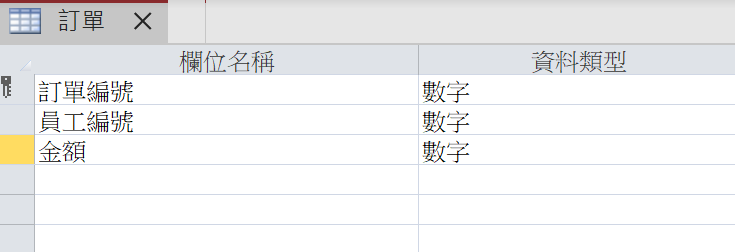 訂單
欄位名稱 資料類型
訂單編號 數字
員工編號 數字
金額 數字